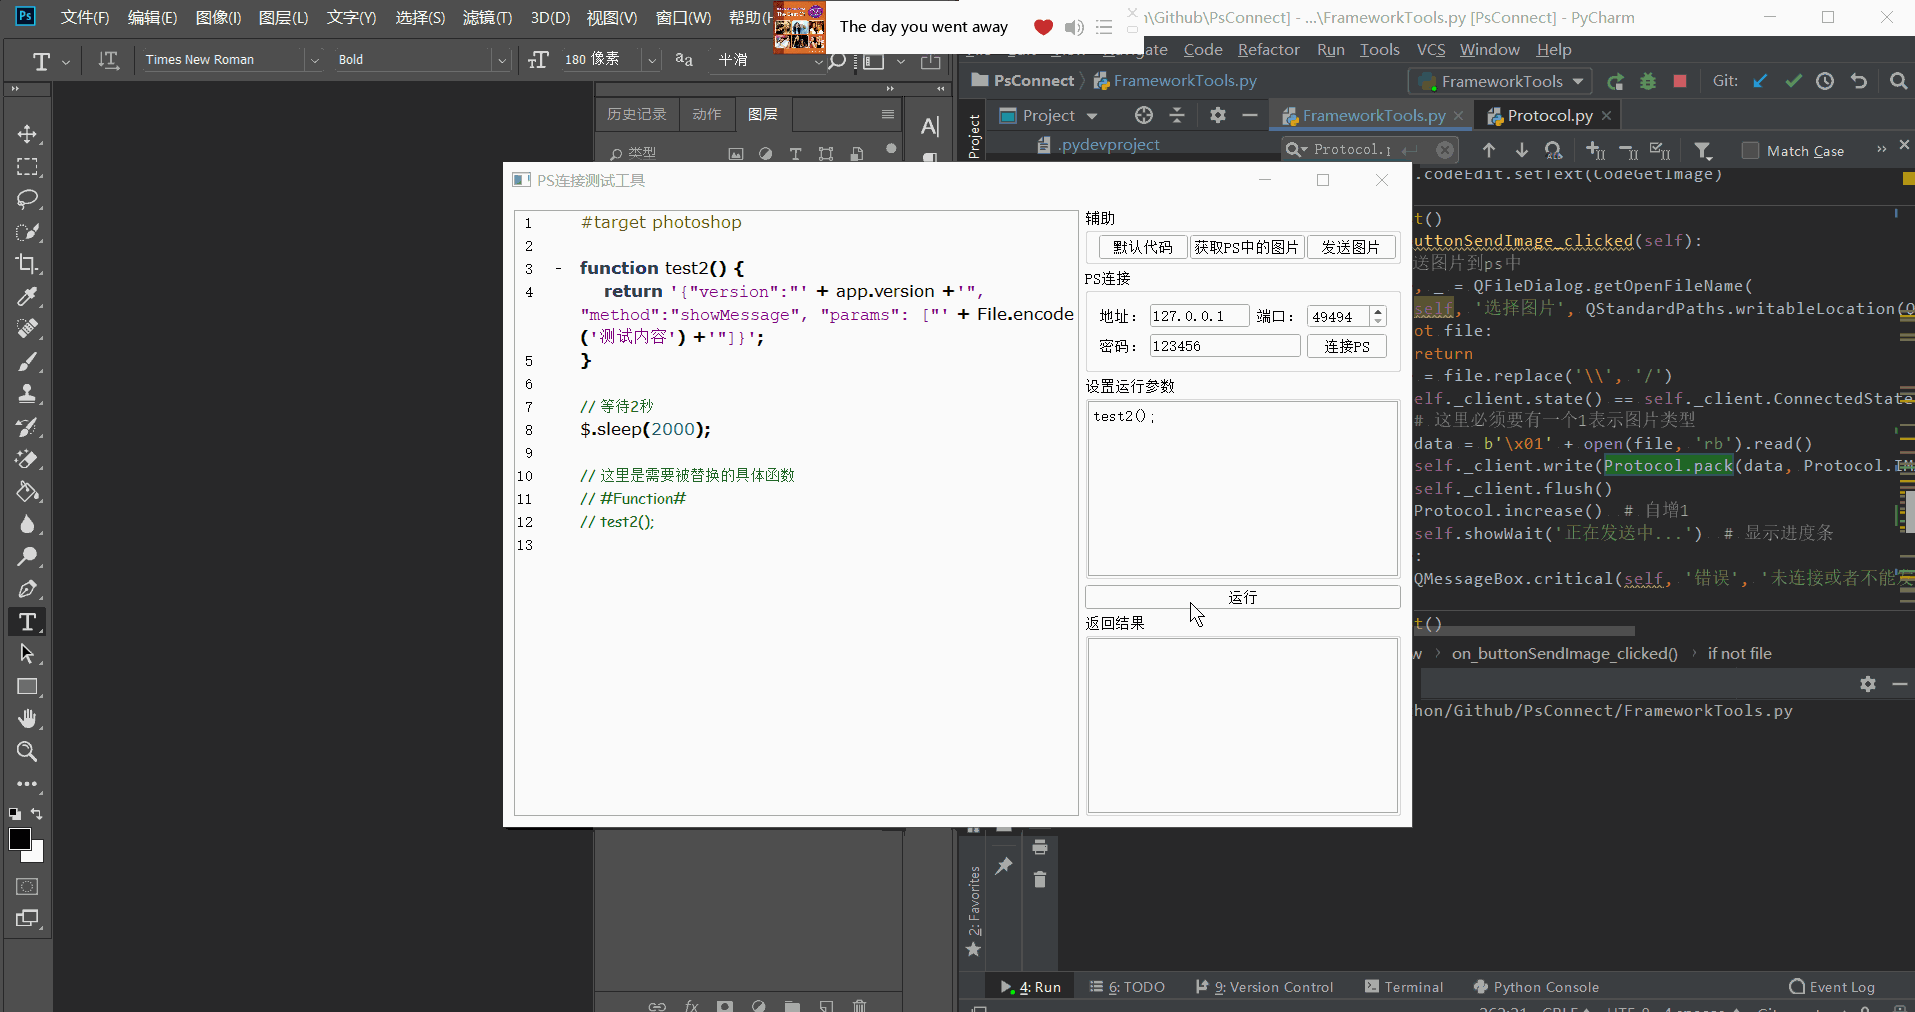 Ps 文件(F) 编辑(E) 图像(I) 图层(L) 文字(Y) 选择(S) 滤镜(T) 3D(D) 视图(V) 窗口(W) 帮助(
T Times New Roman Bold 180 像素 aa 平滑
The day you went away
\Github\PsConnect] - ...\FrameworkTools.py [PsConnect] - PyCharm
Code Refactor Run Tools VCS Window Help
PsConnect FrameworkTools.py FrameworkTools Git:
Project FrameworkTools.py Protocol.py
Project
.pydevproject
Match Case
历史记录 动作 图层
类型
PS连接测试工具
1 #target photoshop
2
3 - function test2() {
4 return '{"version":"' + app.version +'",
"method":"showMessage", "params": ["' + File.encode
('测试内容') +'"]}';
5 }
6
7 // 等待2秒
8 $.sleep(2000);
9
10 // 这里是需要被替换的具体函数
11 // #Function#
12 // test2();
13
辅助
默认代码 获取PS中的图片 发送图片
PS连接
地址： 127.0.0.1 端口： 49494
密码： 123456 连接PS
设置运行参数
test2();
运行
返回结果
.codeEdit.setText(CodeGetImage)
t()
uttonSendImage_clicked(self):
送图片到ps中
, _ = QFileDialog.getOpenFileName(
self, '选择图片', QStandardPaths.writableLocation(
ot file:
return
= file.replace('\\', '/')
elf._client.state() == self._client.ConnectedState
# 这里必须要有一个1表示图片类型
data = b'\x01' + open(file, 'rb').read()
self._client.write(Protocol.pack(data, Protocol.
self._client.flush()
Protocol.increase() # 自增1
self.showWait('正在发送中...') # 显示进度条
:
QMessageBox.critical(self, '错误', '未连接或者不能发
t()
w › on_buttonSendImage_clicked() › if not file
hon/Github/PsConnect/FrameworkTools.py
2: Favorites
4: Run 6: TODO 9: Version Control Terminal Python Console Event Log
fx